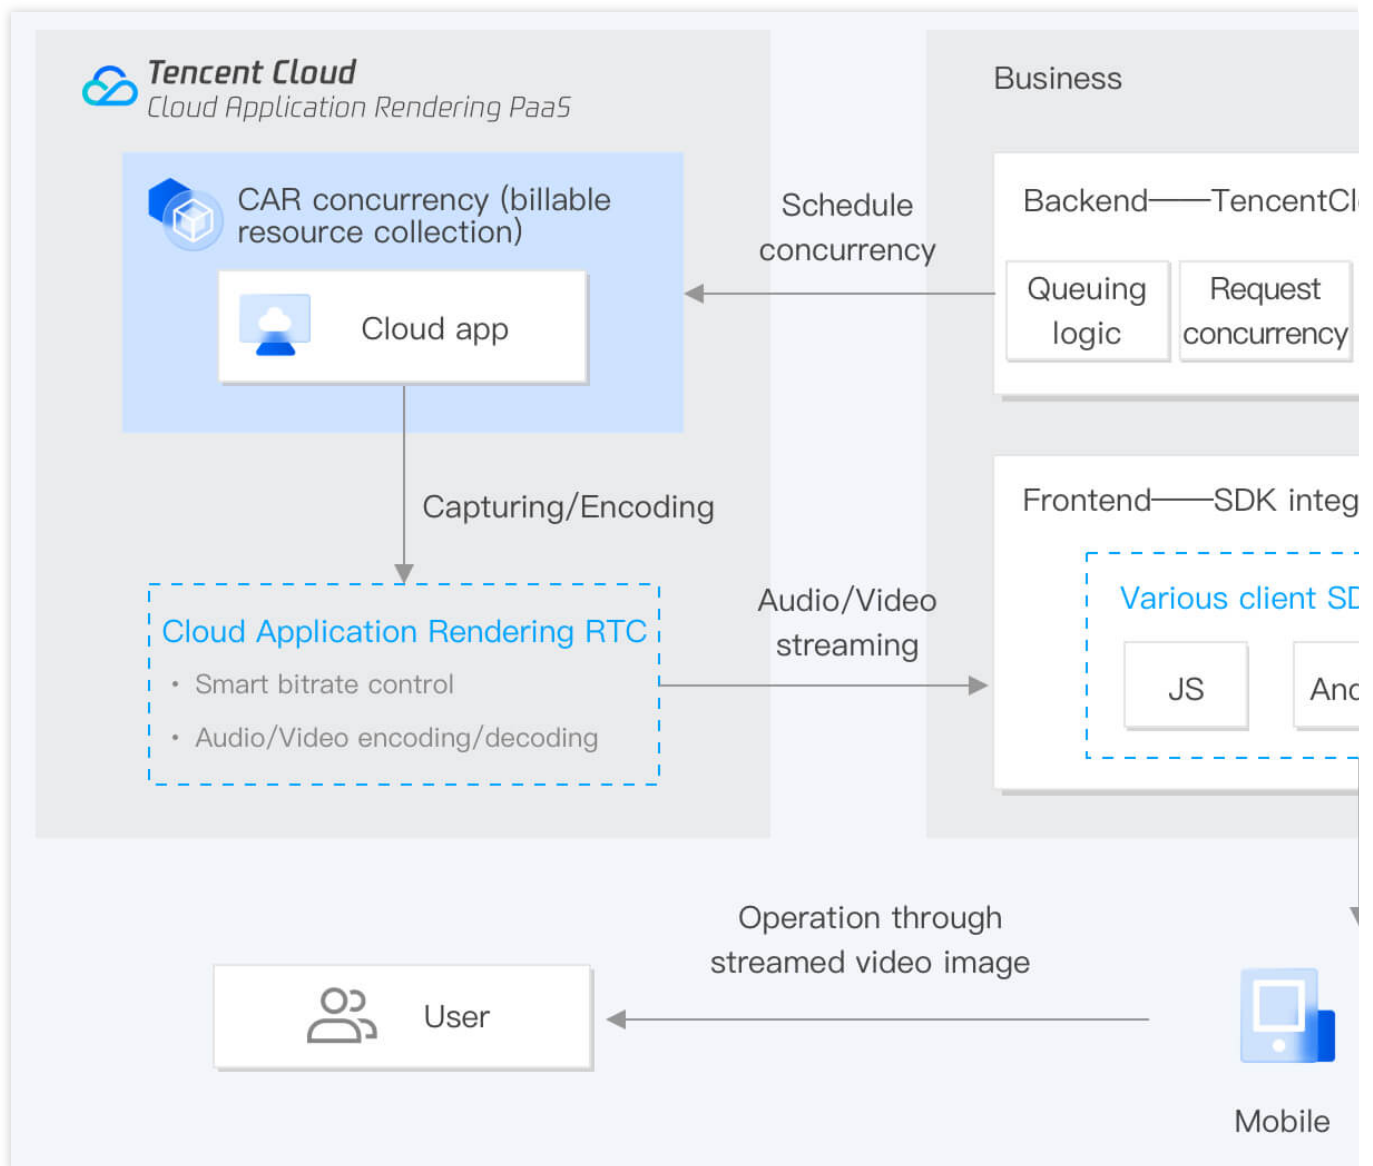 Tencent Cloud
Cloud Application Rendering PaaS
CAR concurrency (billable
resource collection)
Cloud app
Capturing/Encoding
Cloud Application Rendering RTC
• Smart bitrate control
• Audio/Video encoding/decoding
Schedule
concurrency
Audio/Video
streaming
Business
Backend——TencentCl
Queuing
logic
Request
concurrency
Frontend——SDK integ
Various client SD
JS
And
Operation through
streamed video image
User
Mobile